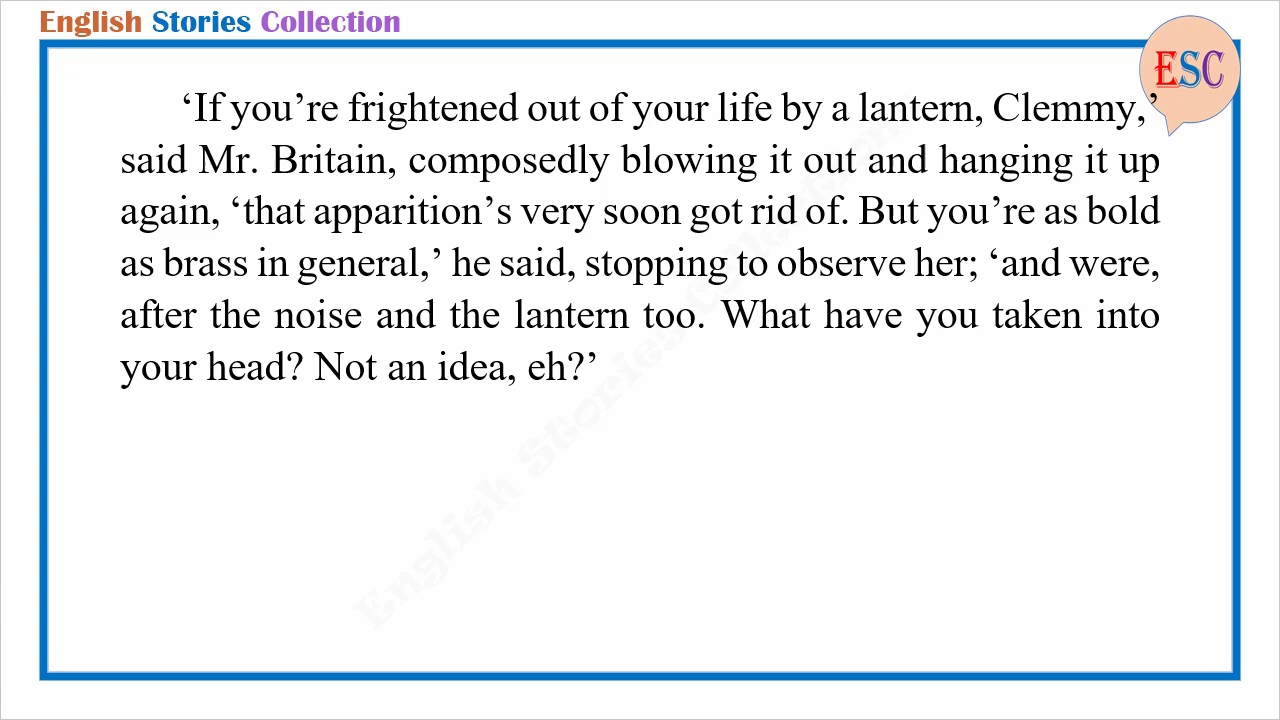 English Stories Collection
ESC
‘If you’re frightened out of your life by a lantern, Clemmy,’
said Mr. Britain, composedly blowing it out and hanging it up
again, ‘that apparition’s very soon got rid of. But you’re as bold
as brass in general,’ he said, stopping to observe her; ‘and were,
after the noise and the lantern too. What have you taken into
your head? Not an idea, eh?’
English Stories Collection